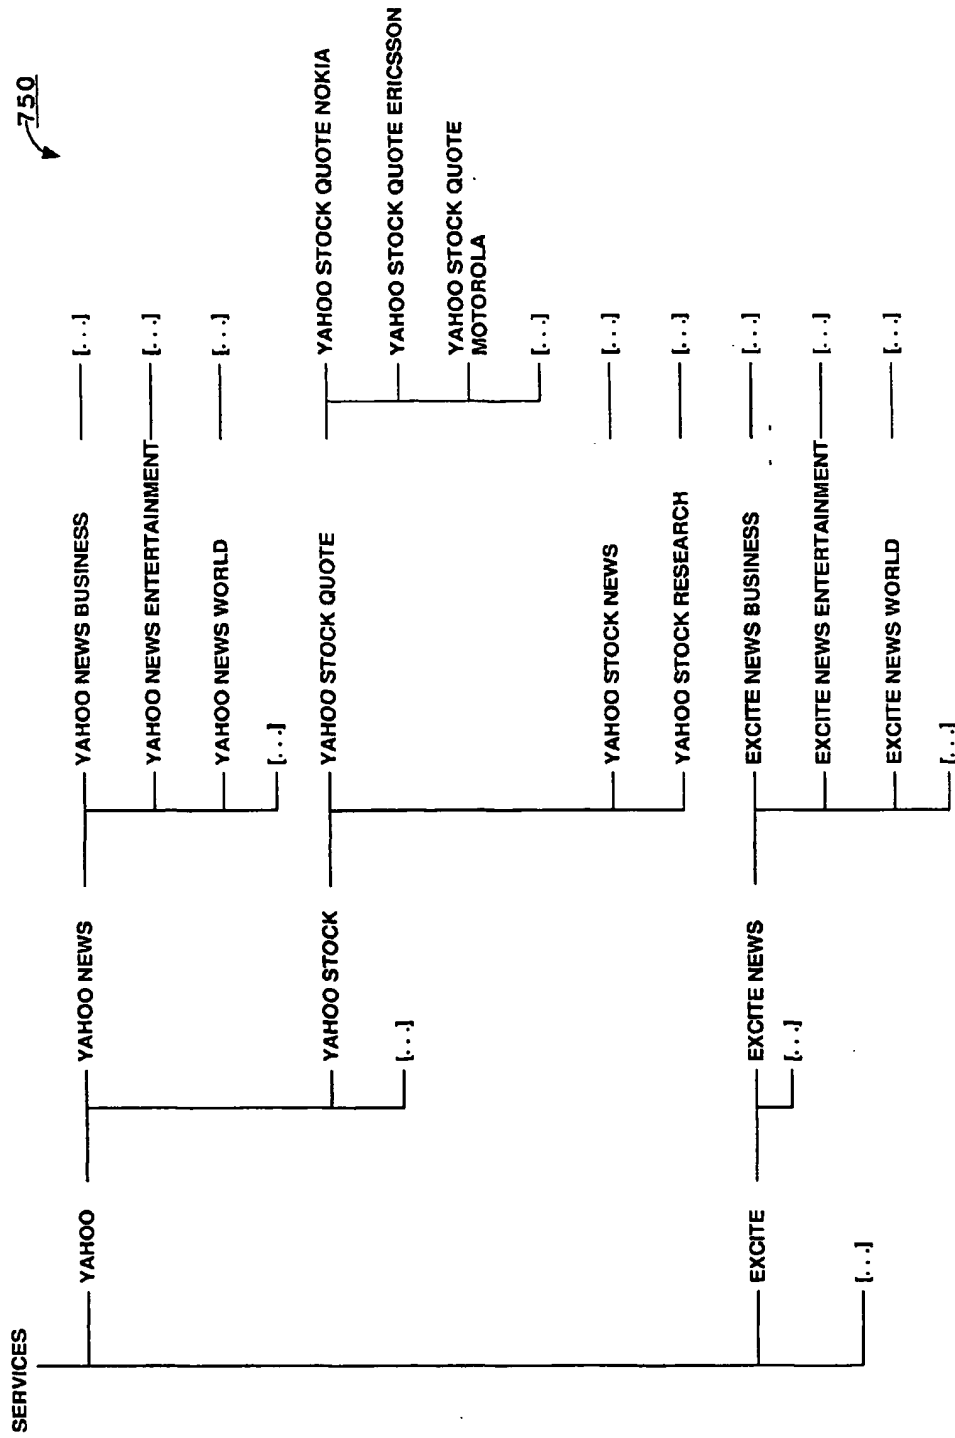 750
SERVICES
YAHOO
YAHOO NEWS
YAHOO NEWS BUSINESS
[...]
YAHOO NEWS ENTERTAINMENT
[...]
YAHOO NEWS WORLD
[...]
[...]
YAHOO STOCK
YAHOO STOCK QUOTE
YAHOO STOCK QUOTE NOKIA
YAHOO STOCK QUOTE ERICSSON
YAHOO STOCK QUOTE
MOTOROLA
[...]
[...]
YAHOO STOCK NEWS
[...]
YAHOO STOCK RESEARCH
[...]
EXCITE
EXCITE NEWS
EXCITE NEWS BUSINESS
[...]
[...]
EXCITE NEWS ENTERTAINMENT
[...]
EXCITE NEWS WORLD
[...]
[...]
[...]